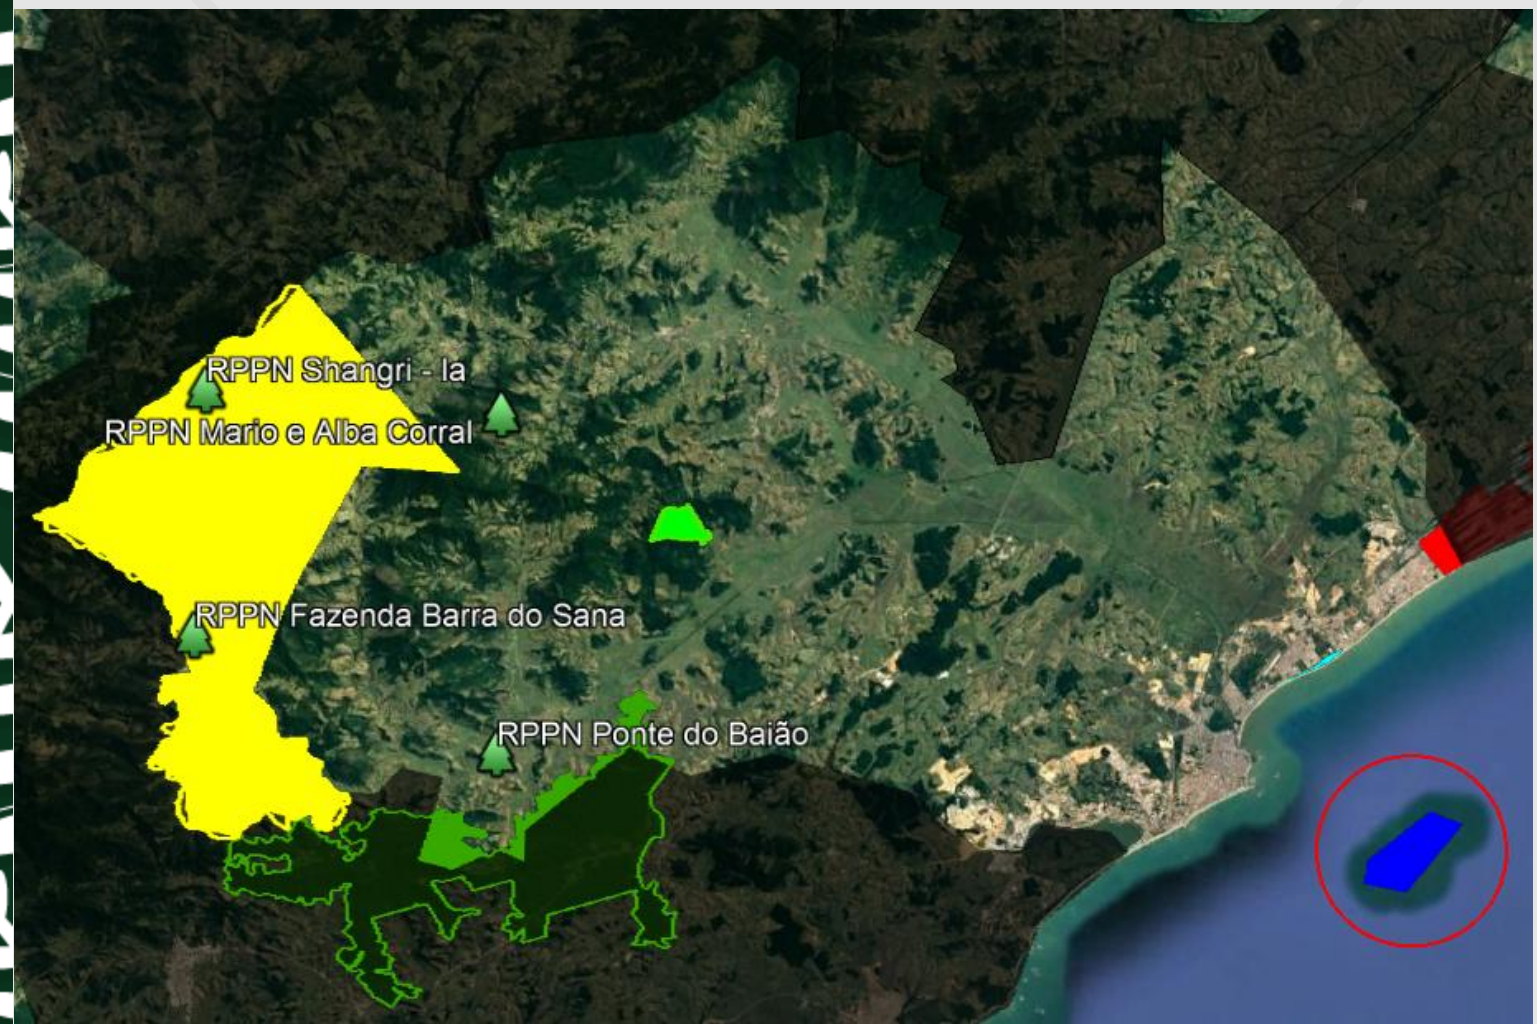 RPPN Shangri - la
RPPN Mario e Alba Corral
RPPN Fazenda Barra do Sana
RPPN Ponte do Baião